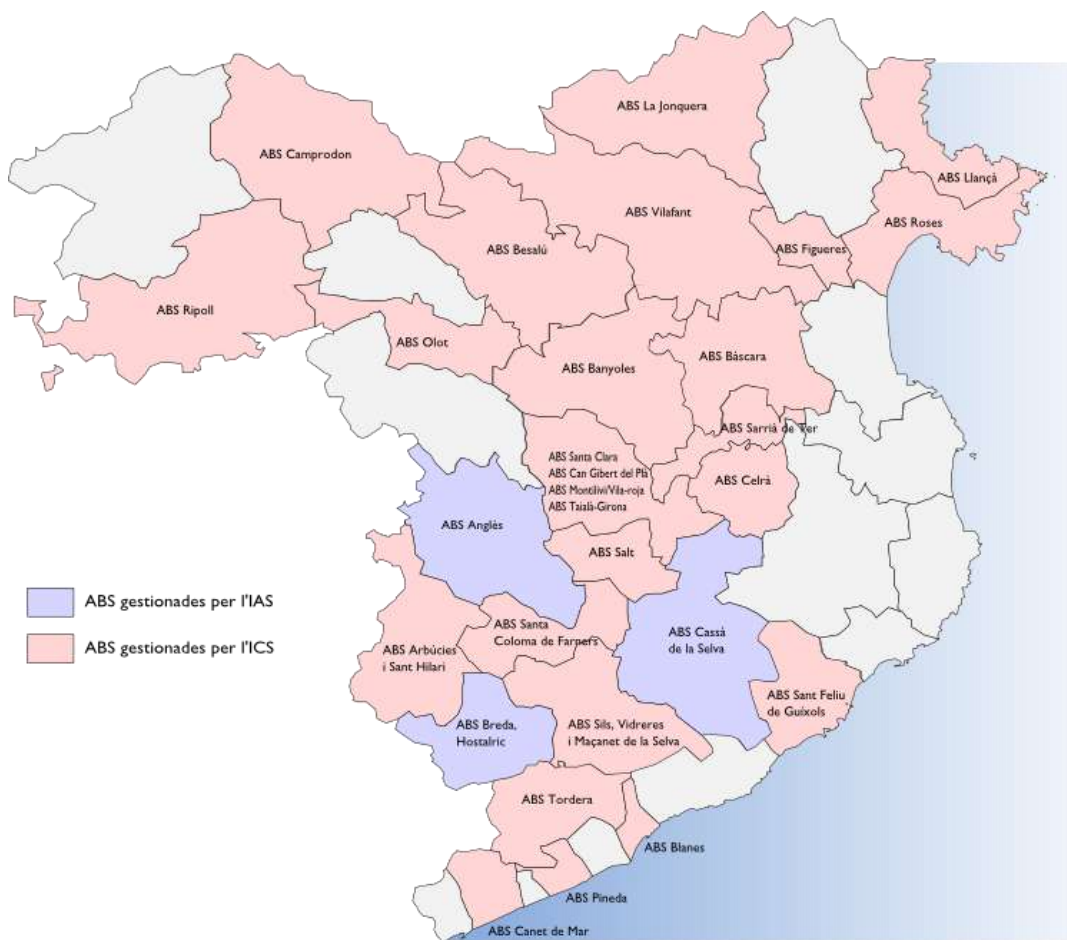 ABS La Jonquera
ABS Camprodon
ABS Llançà
ABS Vilafant
ABS Roses
ABS Besalú
ABS Figueres
ABS Ripoll
ABS Olot
ABS Bàscara
ABS Banyoles
ABS Sarrià de Ter
ABS Santa Clara
ABS Can Gibert del Plà
ABS Montilivi/Vila-roja
ABS Taialà-Girona
ABS Celrà
ABS Anglès
ABS Salt
ABS gestionades per l'IAS
ABS gestionades per l'ICS
ABS Santa
Coloma de Farners
ABS Cassà
de la Selva
ABS Arbúcies
i Sant Hilari
ABS Sant Feliu
de Guíxols
ABS Breda,
Hostalric
ABS Sils, Vidreres
i Maçanet de la Selva
ABS Tordera
ABS Blanes
ABS Pineda
ABS Canet de Mar